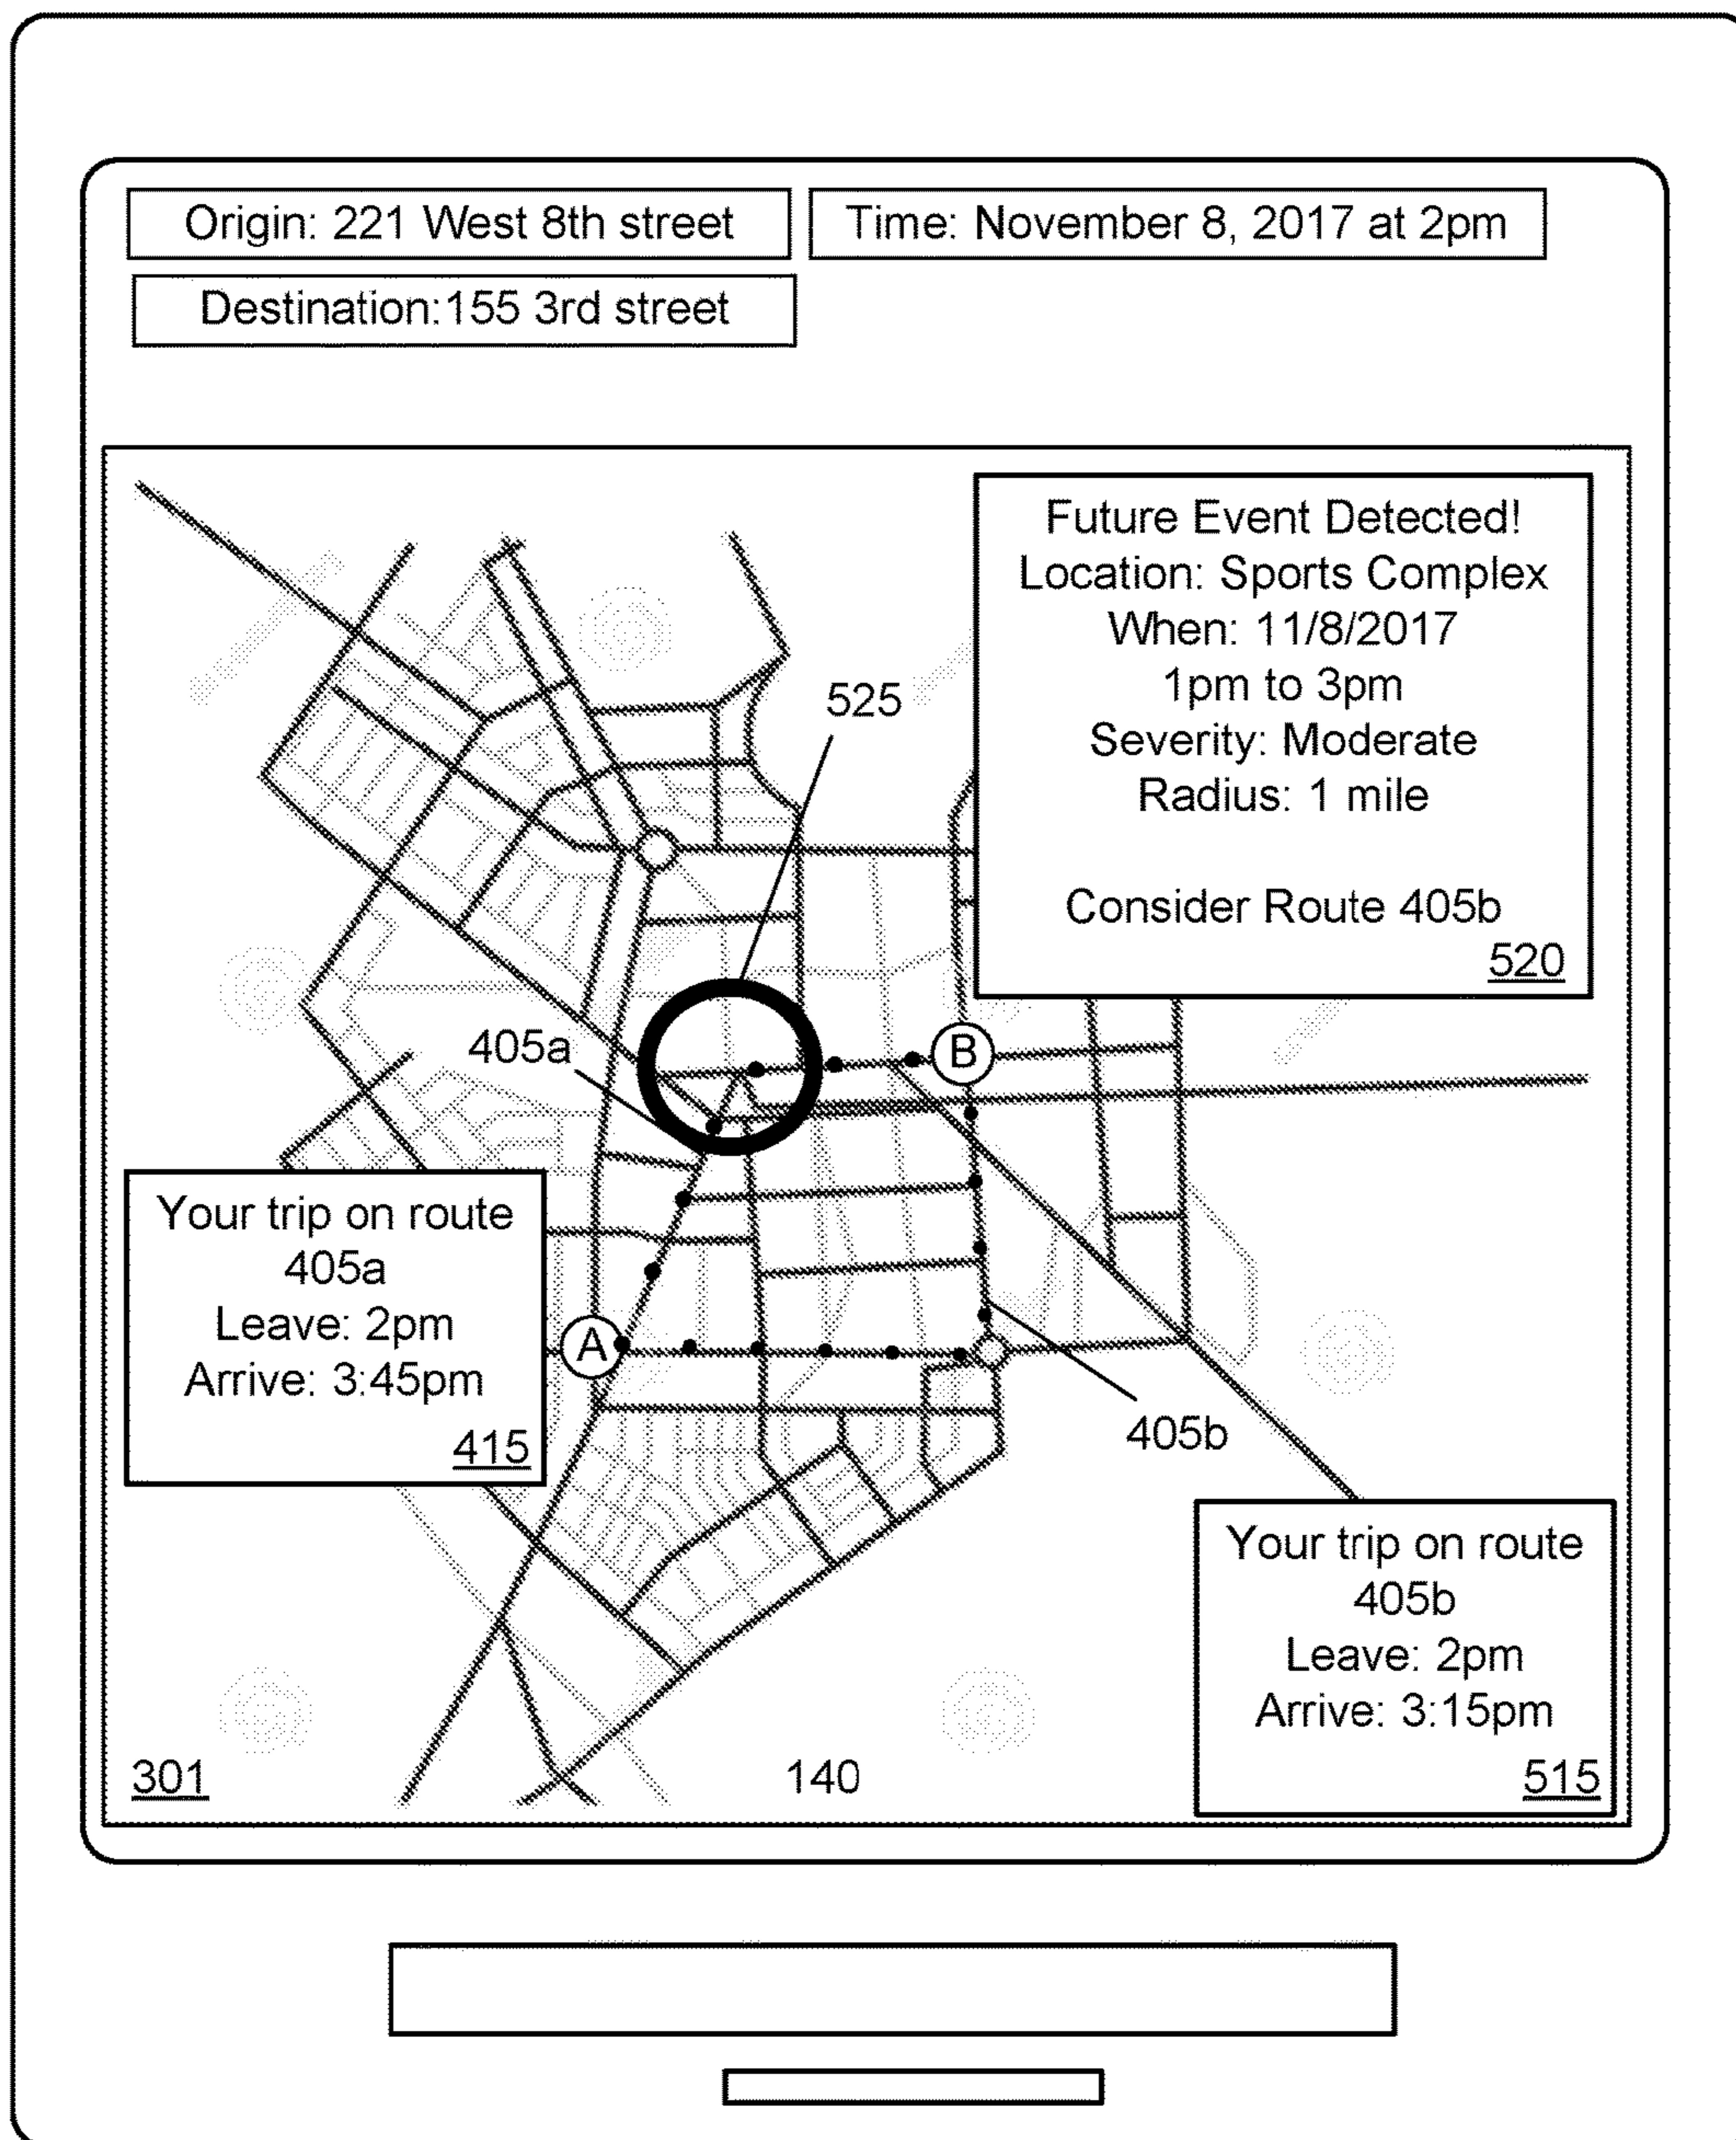 Origin: 221 West 8th street
Time: November 8, 2017 at 2pm
Destination:155 3rd street
Future Event Detected!
Location: Sports Complex
When: 11/8/2017
1pm to 3pm
Severity: Moderate
Radius: 1 mile
Consider Route 405b
520
525
405a
B
Your trip on route
405a
Leave: 2pm
Arrive: 3:45pm
415
A
405b
Your trip on route
405b
Leave: 2pm
Arrive: 3:15pm
515
301
140